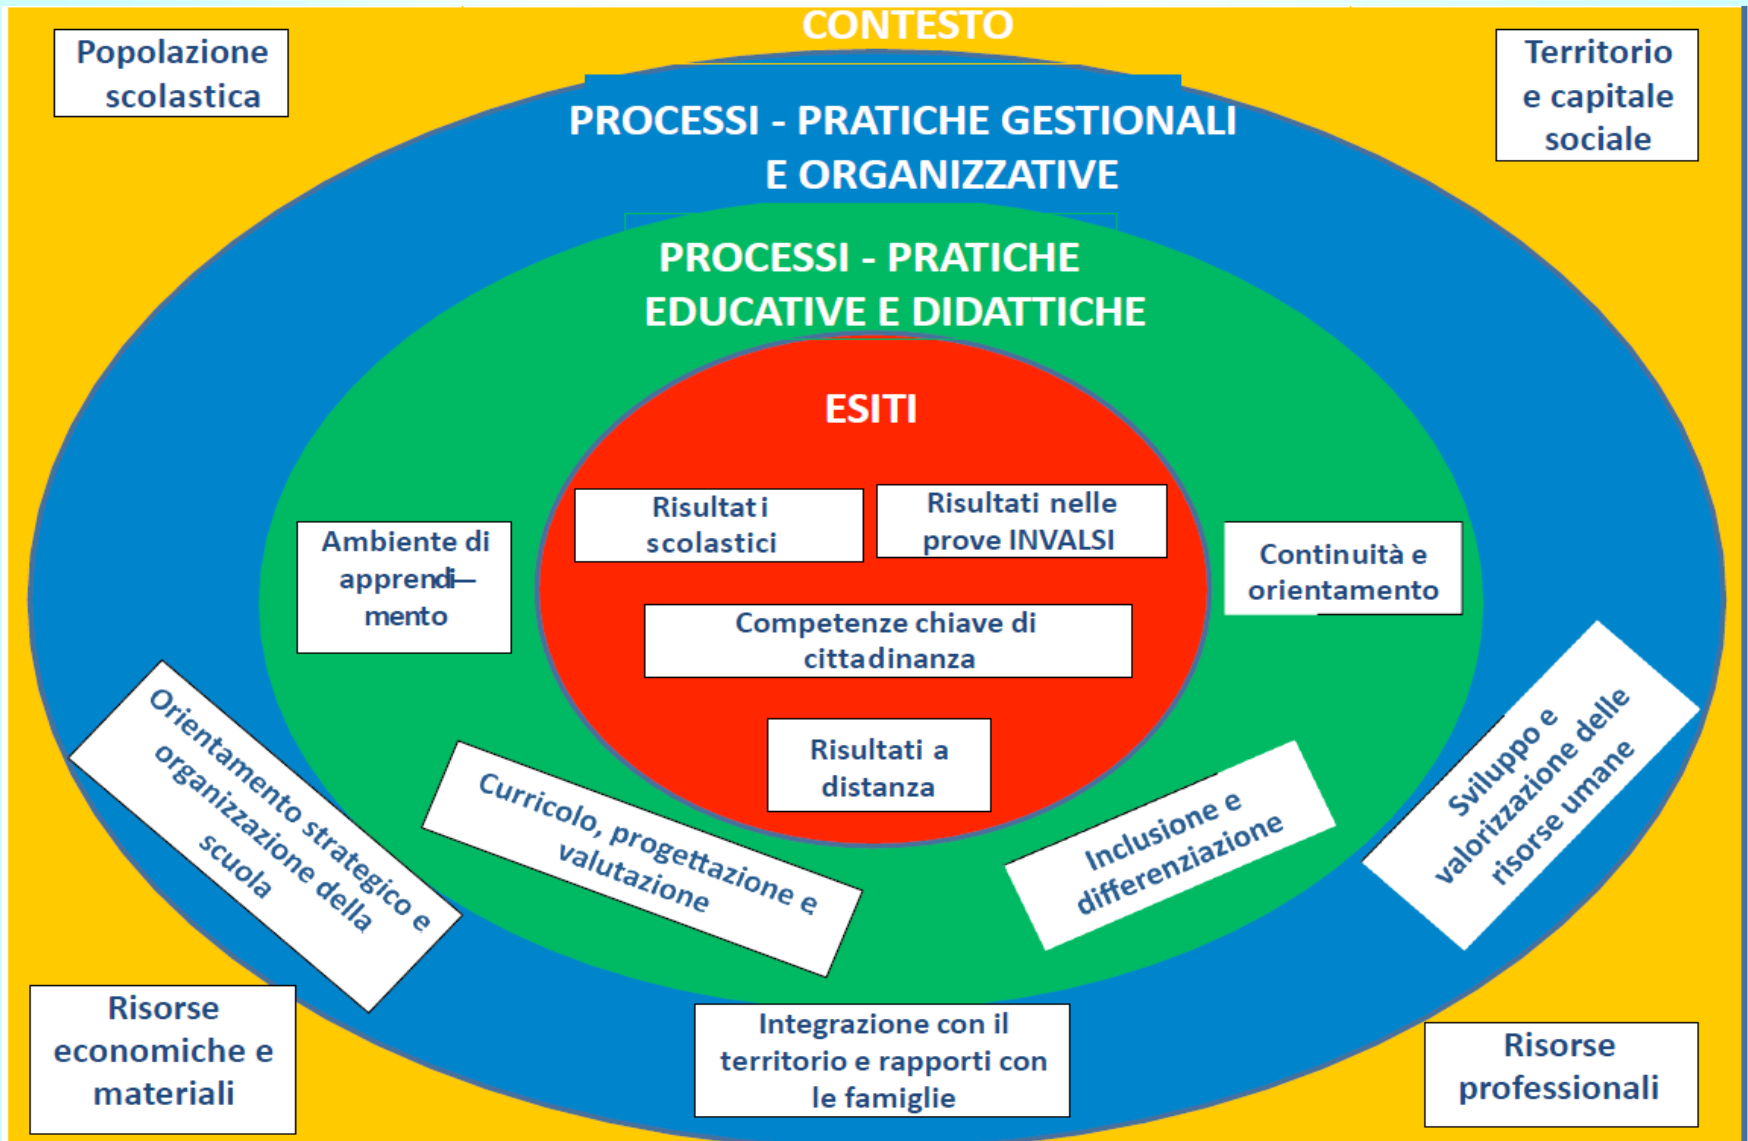 CONTESTO
Popolazione
scolastica
Territorio
e capitale
sociale
PROCESSI - PRATICHE GESTIONALI
E ORGANIZZATIVE
PROCESSI - PRATICHE
EDUCATIVE E DIDATTICHE
ESITI
Risultati
scolastici
Risultati nelle
prove INVALSI
Ambiente di
apprendi-
mento
Continuità e
orientamento
Competenze chiave di
cittadinanza
Risultati a
distanza
Orientamento strategico e
organizzazione della
scuola
Curricolo, progettazione e
valutazione
Inclusione e
differenziazione
Sviluppo e
valorizzazione delle
risorse umane
Risorse
economiche e
materiali
Integrazione con il
territorio e rapporti con
le famiglie
Risorse
professionali